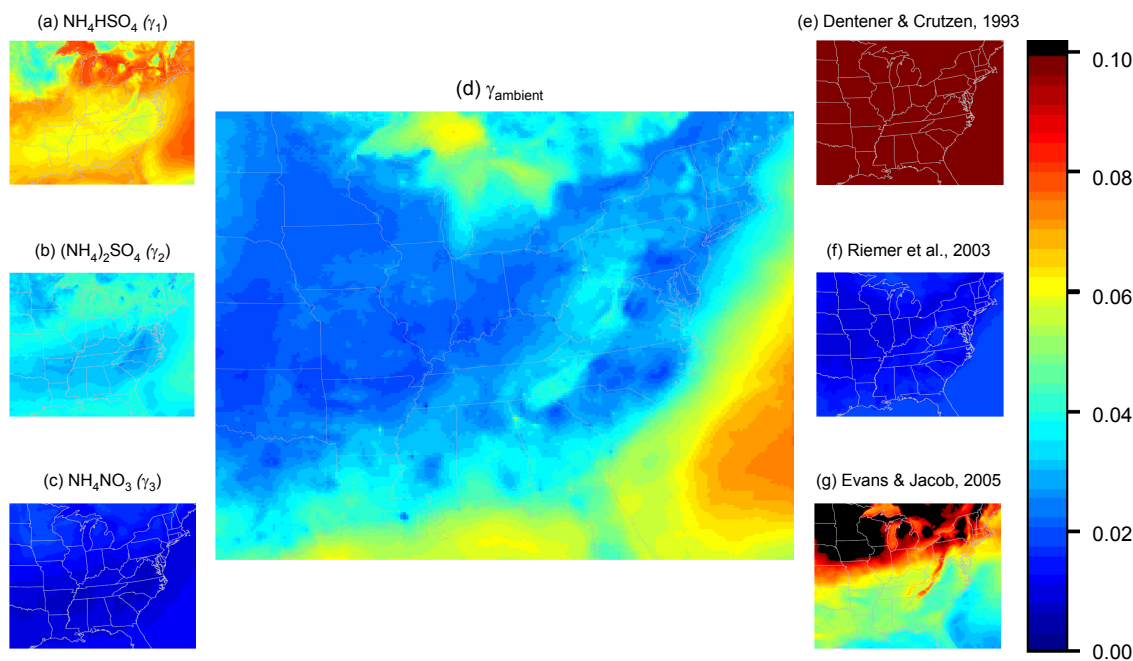 (a) NH₄HSO₄ (γ₁)
(b) (NH₄)₂SO₄ (γ₂)
(c) NH₄NO₃ (γ₃)
(d) γambient
(e) Dentener & Crutzen, 1993
(f) Riemer et al., 2003
(g) Evans & Jacob, 2005
0.10
0.08
0.06
0.04
0.02
0.00